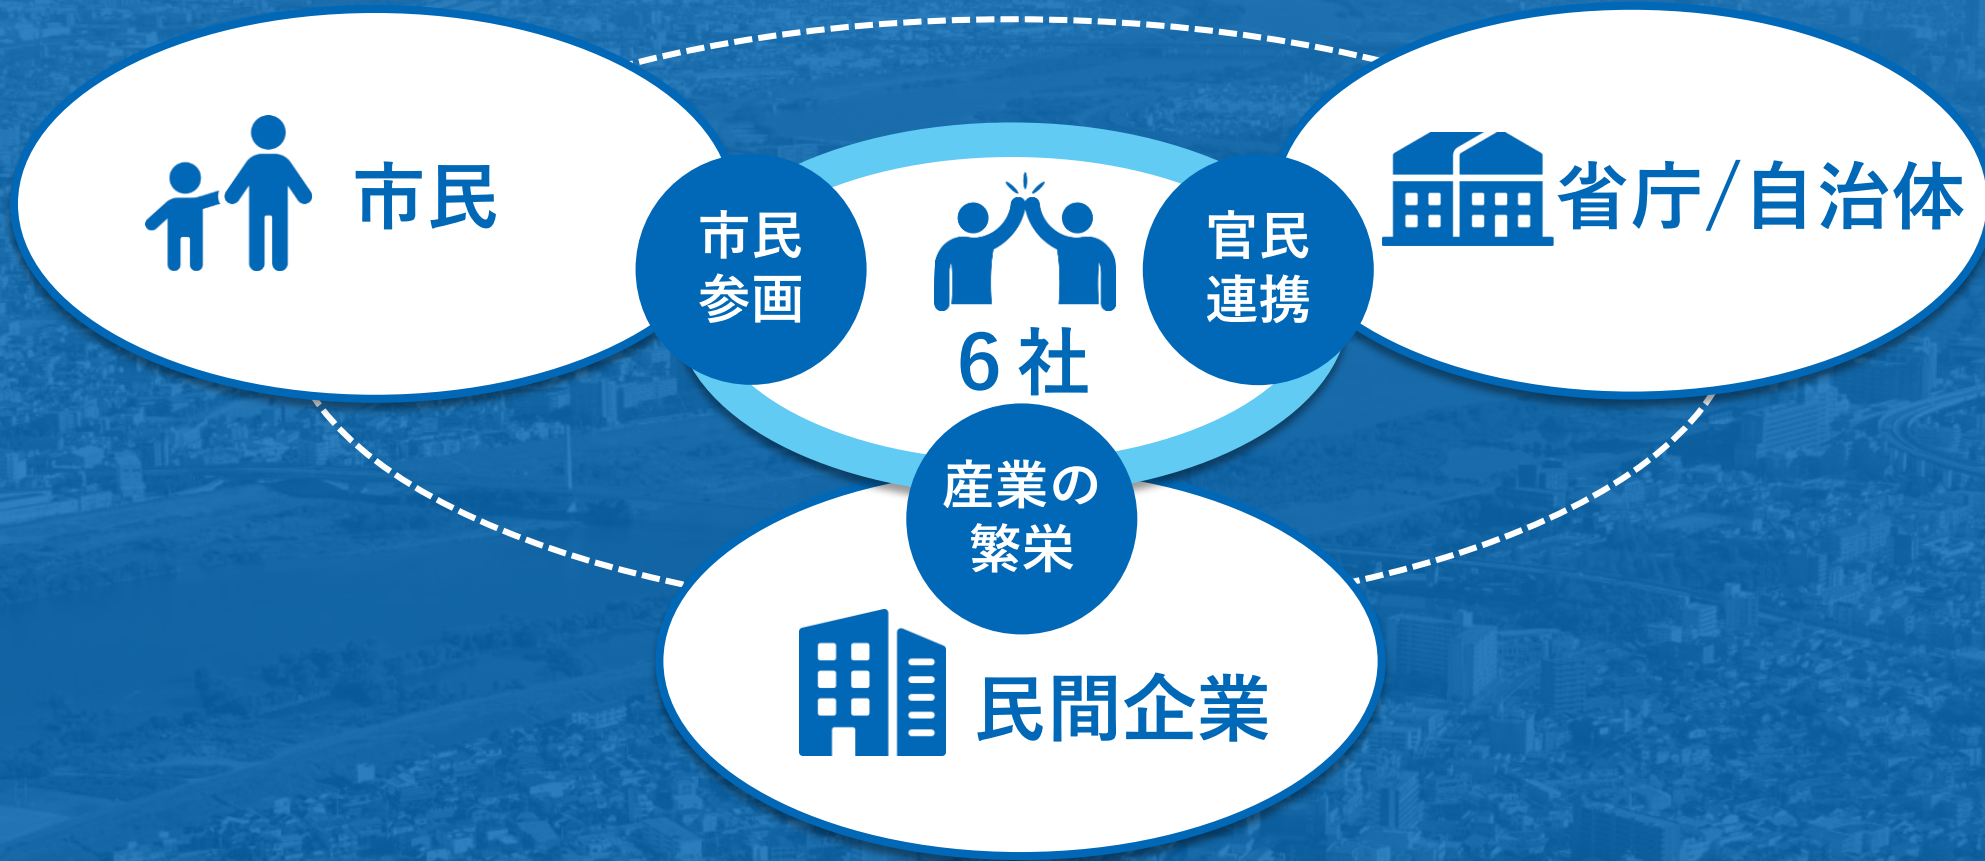 市民
市民
参画
6社
官民
連携
省庁/自治体
産業の
繁栄
民間企業